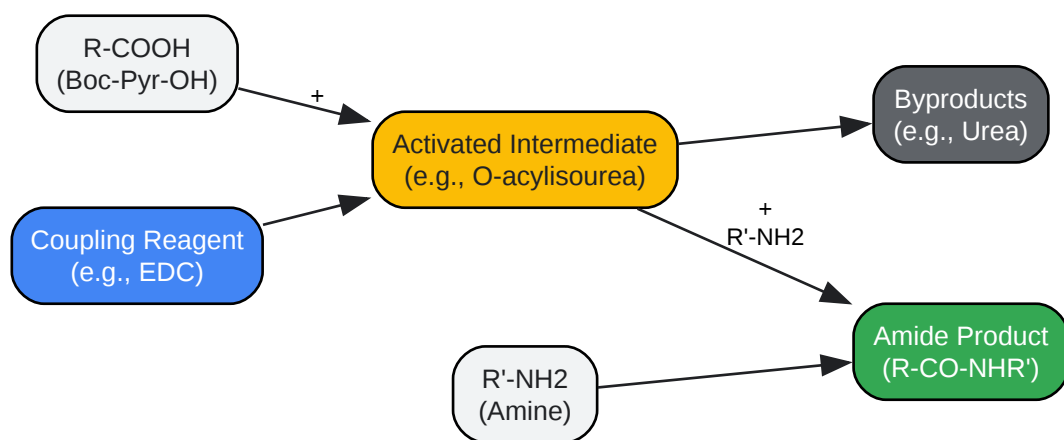 R-COOH
(Boc-Pyr-OH)
+
Byproducts
(e.g., Urea)
Activated Intermediate
(e.g., O-acylisourea)
+
R'-NH2
Coupling Reagent
(e.g., EDC)
Amide Product
(R-CO-NHR')
R'-NH2
(Amine)